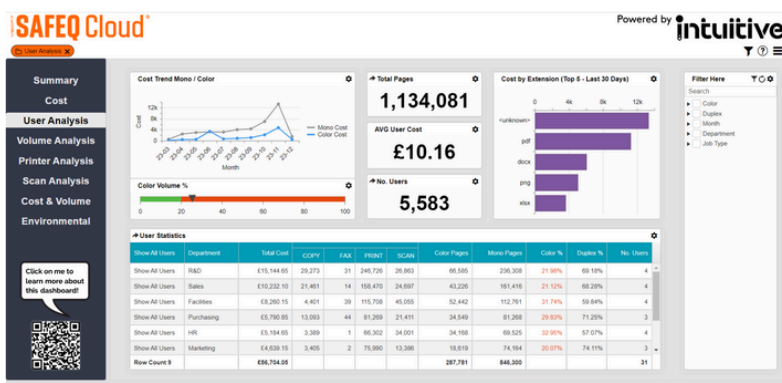 SAFEQ Cloud
Powered by intuitive
User Analysis x
Summary
Cost
User Analysis
Volume Analysis
Printer Analysis
Scan Analysis
Cost & Volume
Environmental
Click on me to
learn more about
this dashboard!
Cost Trend Mono / Color
Cost
12k
8k
4k
0
23-03 23-04 23-05 23-06 23-07 23-08 23-09 23-10 23-11 23-12
Month
Mono Cost
Color Cost
Color Volume %
0 20 40 60 80 100
Total Pages
1,134,081
AVG User Cost
£10.16
No. Users
5,583
Cost by Extension (Top 5 - Last 30 Days)
0 4k 8k 12k
<unknown>
pdf
docx
png
xlsx
Filter Here
Search
Color
Duplex
Month
Department
Job Type
User Statistics
Show All Users Department Total Cost COPY FAX PRINT SCAN Color Pages Mono Pages Color % Duplex % No. Users
Show All Users R&D £15,144.65 29,273 31 246,726 26,863 66,585 236,308 21.98% 69.18% 4
Show All Users Sales £10,232.10 21,461 14 158,470 24,697 43,226 161,416 21.12% 68.28% 4
Show All Users Facilities £8,260.15 4,401 39 115,708 45,055 52,442 112,761 31.74% 59.84% 4
Show All Users Purchasing £5,790.85 13,093 44 81,269 21,411 34,549 81,268 29.83% 71.25% 3
Show All Users HR £5,184.65 3,389 1 66,302 34,001 34,168 69,525 32.95% 57.07% 4
Show All Users Marketing £4,639.15 3,405 2 75,990 13,386 18,619 74,164 20.07% 74.11% 3
Row Count 9 £56,704.05 287,781 846,300 31